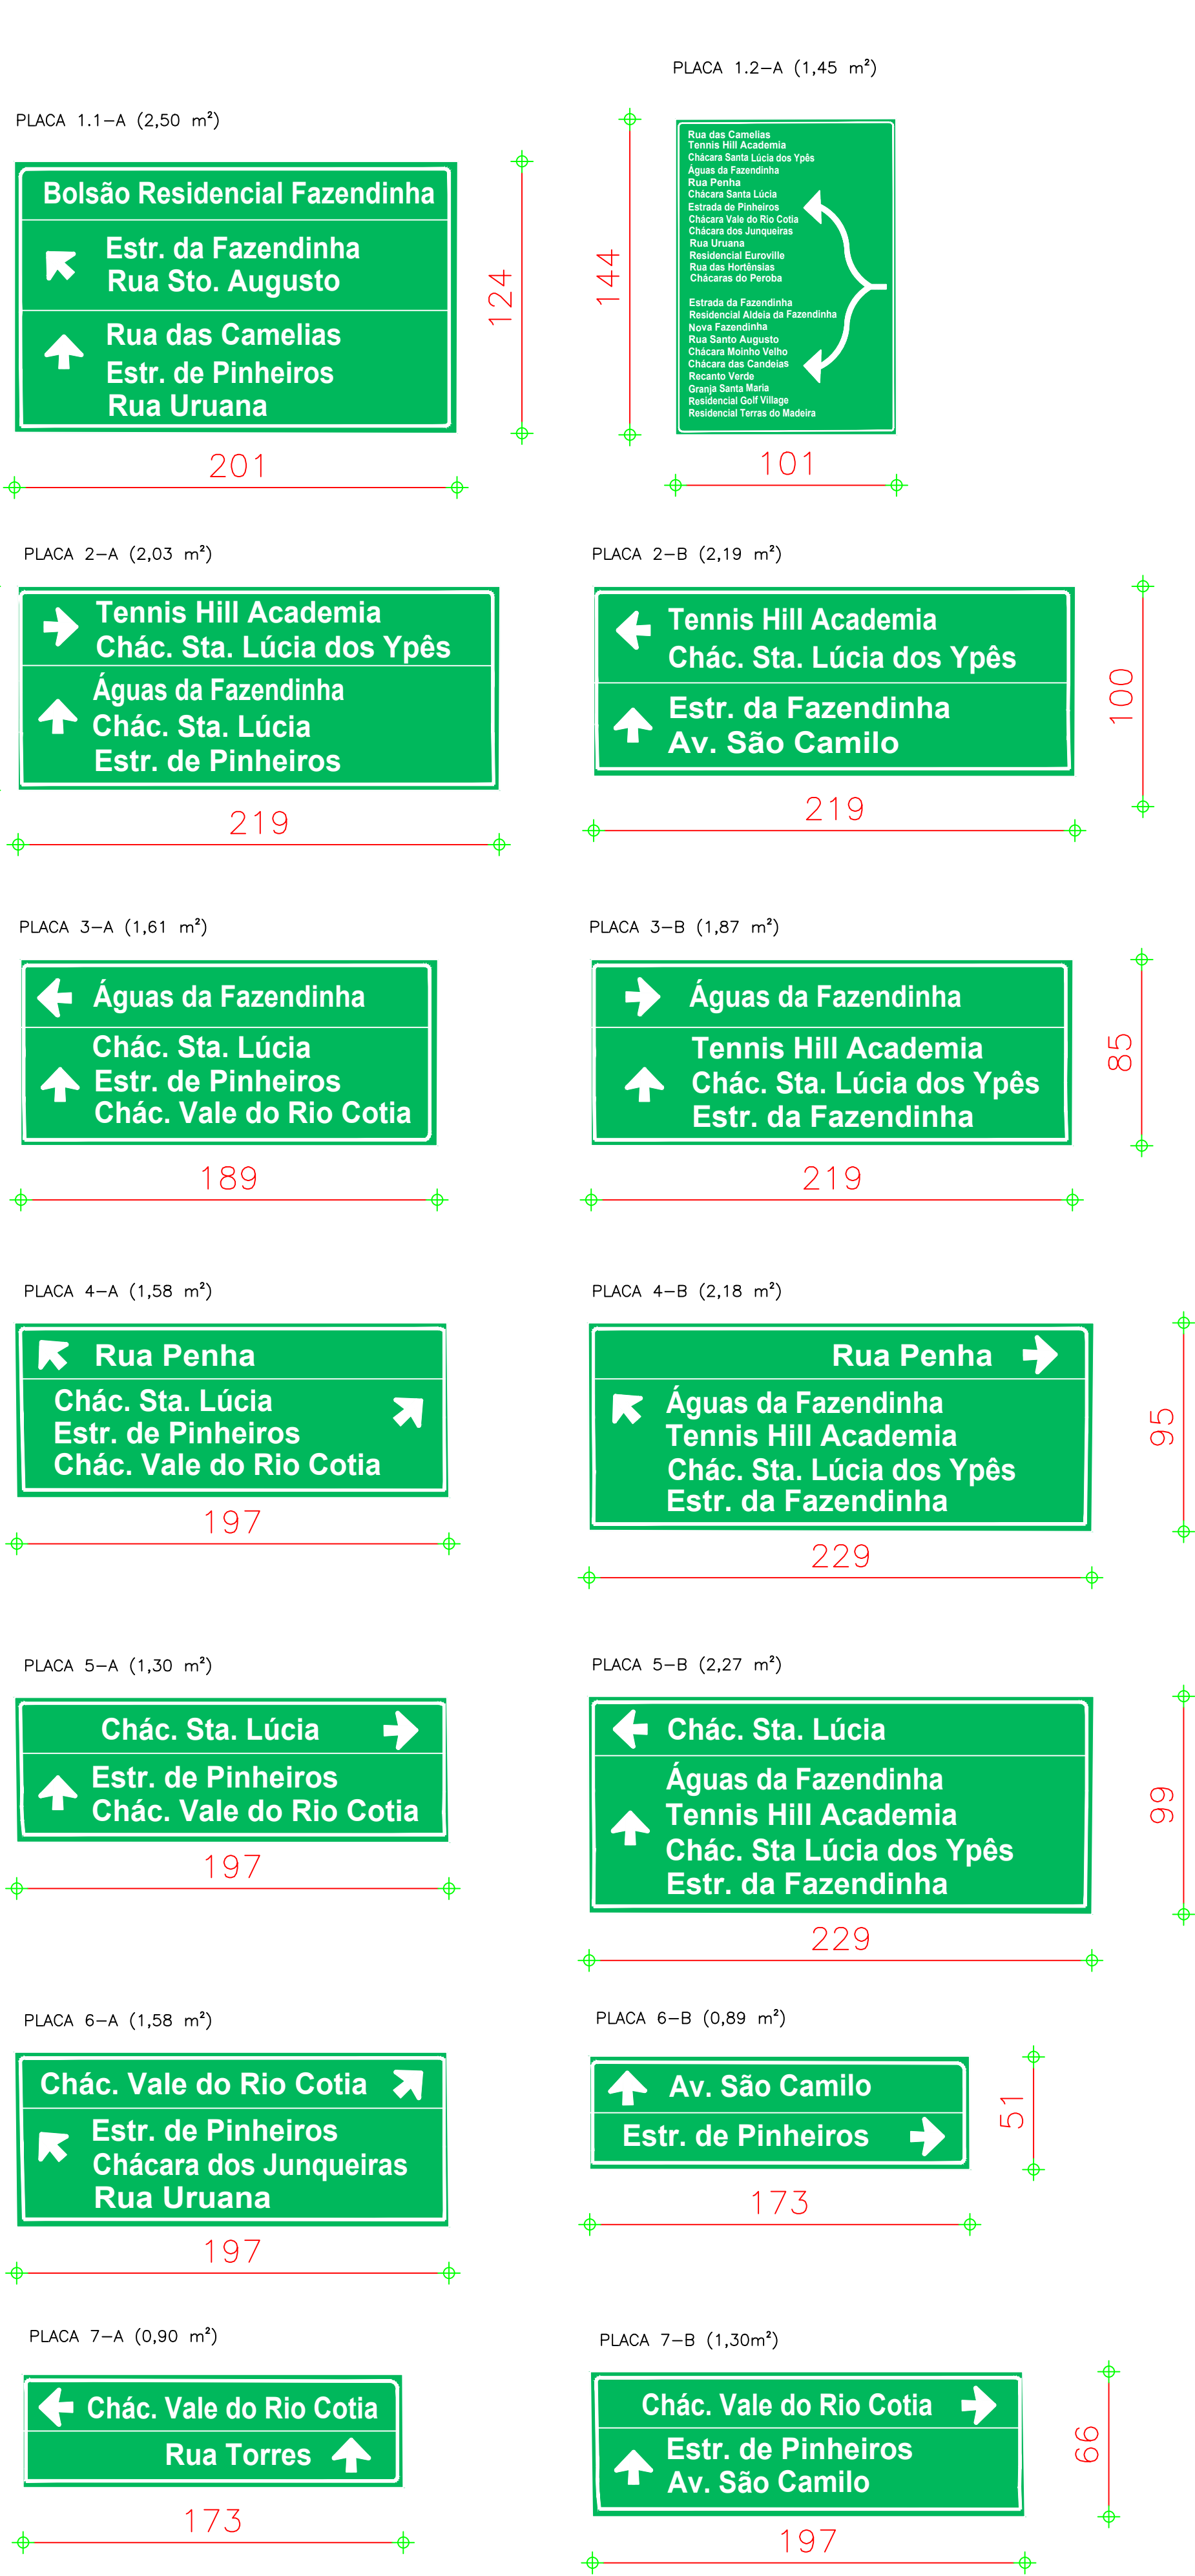 PLACA 1.2-A (1,45 m²)
PLACA 1.1-A (2,50 m²)
Bolsão Residencial Fazendinha
Estr. da Fazendinha
Rua Sto. Augusto
Rua das Camelias
Estr. de Pinheiros
Rua Uruana
124
201
Rua das Camelias
Tennis Hill Academia
Chácara Santa Lúcia dos Ypês
Águas da Fazendinha
Rua Penha
Chácara Santa Lúcia
Estrada de Pinheiros
Chácara Vale do Rio Cotia
Chácara dos Junqueiras
Rua Uruana
Residencial Euroville
Rua das Hortênsias
Chácaras do Peroba
Estrada da Fazendinha
Residencial Aldeia da Fazendinha
Nova Fazendinha
Rua Santo Augusto
Chácara Moinho Velho
Chácara das Candeias
Recanto Verde
Granja Santa Maria
Residencial Golf Village
Residencial Terras do Madeira
144
101
PLACA 2-A (2,03 m²)
Tennis Hill Academia
Chác. Sta. Lúcia dos Ypês
Águas da Fazendinha
Chác. Sta. Lúcia
Estr. de Pinheiros
219
PLACA 2-B (2,19 m²)
Tennis Hill Academia
Chác. Sta. Lúcia dos Ypês
Estr. da Fazendinha
Av. São Camilo
100
219
PLACA 3-A (1,61 m²)
Águas da Fazendinha
Chác. Sta. Lúcia
Estr. de Pinheiros
Chác. Vale do Rio Cotia
189
PLACA 3-B (1,87 m²)
Águas da Fazendinha
Tennis Hill Academia
Chác. Sta. Lúcia dos Ypês
Estr. da Fazendinha
85
219
PLACA 4-A (1,58 m²)
Rua Penha
Chác. Sta. Lúcia
Estr. de Pinheiros
Chác. Vale do Rio Cotia
197
PLACA 4-B (2,18 m²)
Rua Penha
Águas da Fazendinha
Tennis Hill Academia
Chác. Sta. Lúcia dos Ypês
Estr. da Fazendinha
95
229
PLACA 5-A (1,30 m²)
Chác. Sta. Lúcia
Estr. de Pinheiros
Chác. Vale do Rio Cotia
197
PLACA 5-B (2,27 m²)
Chác. Sta. Lúcia
Águas da Fazendinha
Tennis Hill Academia
Chác. Sta Lúcia dos Ypês
Estr. da Fazendinha
99
229
PLACA 6-A (1,58 m²)
Chác. Vale do Rio Cotia
Estr. de Pinheiros
Chácara dos Junqueiras
Rua Uruana
197
PLACA 6-B (0,89 m²)
Av. São Camilo
Estr. de Pinheiros
51
173
PLACA 7-A (0,90 m²)
Chác. Vale do Rio Cotia
Rua Torres
173
PLACA 7-B (1,30m²)
Chác. Vale do Rio Cotia
Estr. de Pinheiros
Av. São Camilo
66
197